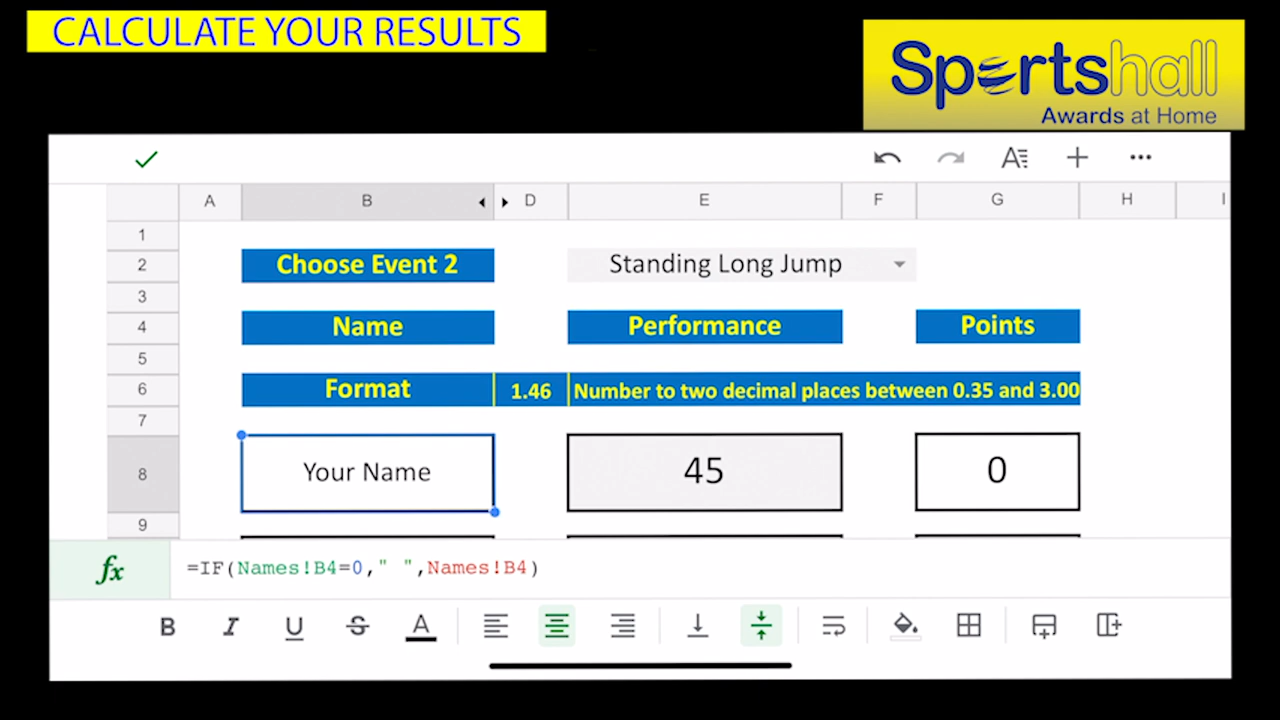 CALCULATE YOUR RESULTS
Sportshall
Awards at Home
A B D E F G H I
1
2 Choose Event 2 Standing Long Jump
3
4 Name Performance Points
5
6 Format 1.46 Number to two decimal places between 0.35 and 3.00
7
8 Your Name 45 0
9
fx =IF(Names!B4=0," ",Names!B4)
B I U S A